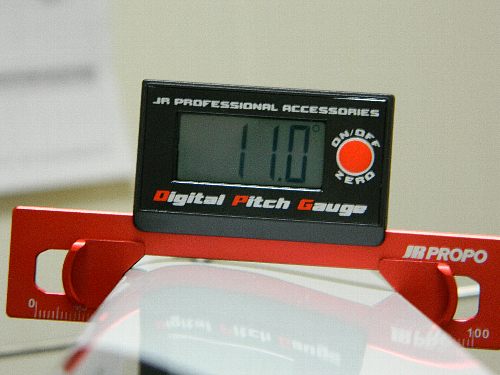 JR PROFESSIONAL ACCESSORIES
11.0°
ON/OFF
ZERO
Digital Pitch Gauge
JR PROPO
0
100